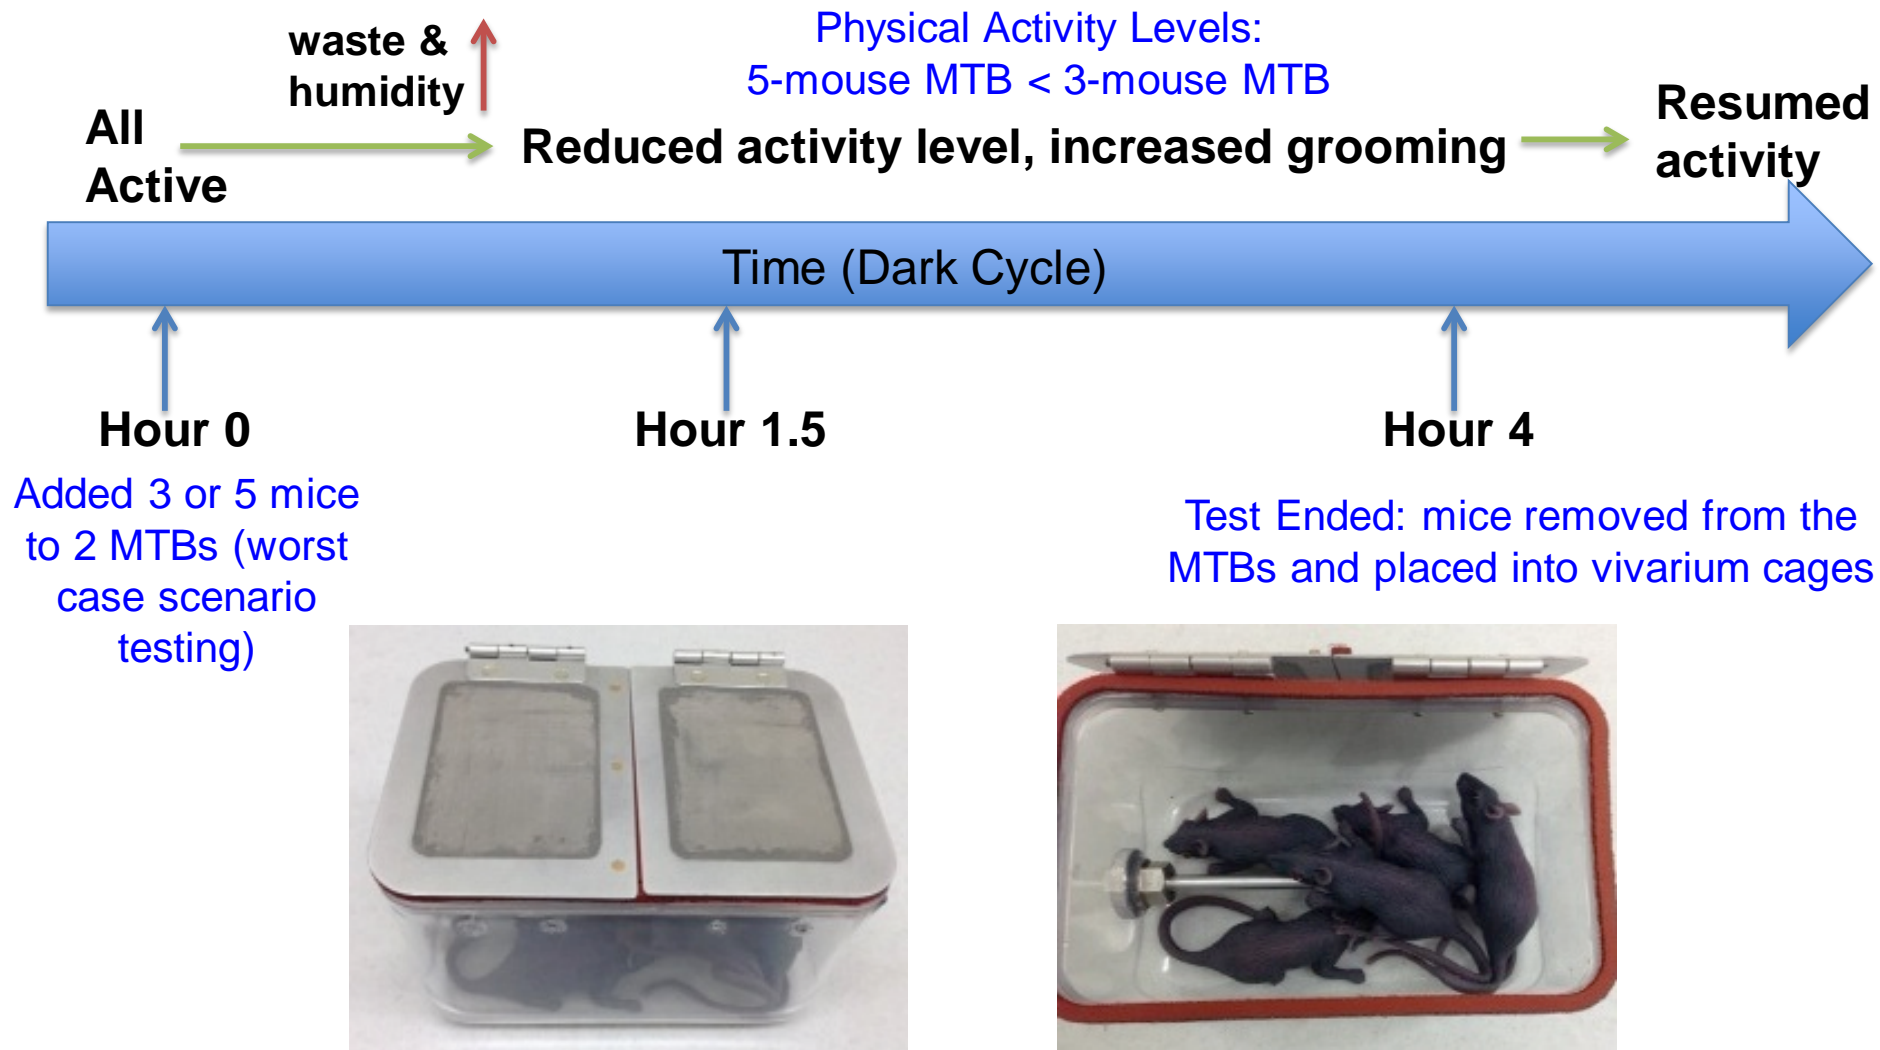 waste &
humidity
Physical Activity Levels:
5-mouse MTB < 3-mouse MTB
All
Active
Reduced activity level, increased grooming
Resumed
activity
Time (Dark Cycle)
Hour 0
Hour 1.5
Hour 4
Added 3 or 5 mice
to 2 MTBs (worst
case scenario
testing)
Test Ended: mice removed from the
MTBs and placed into vivarium cages